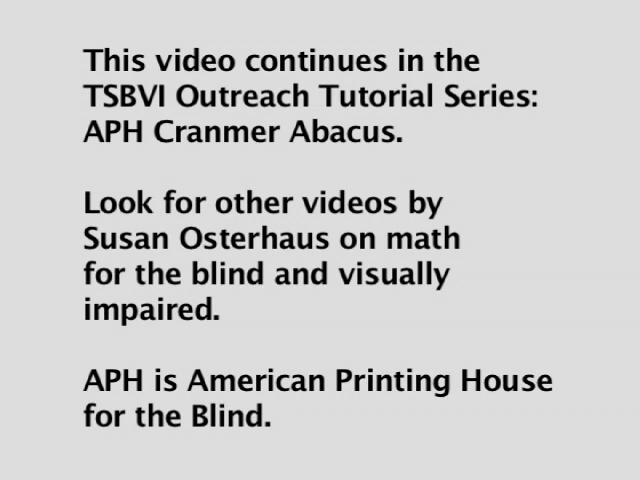 This video continues in the
TSBVI Outreach Tutorial Series:
APH Cranmer Abacus.
Look for other videos by
Susan Osterhaus on math
for the blind and visually
impaired.
APH is American Printing House
for the Blind.